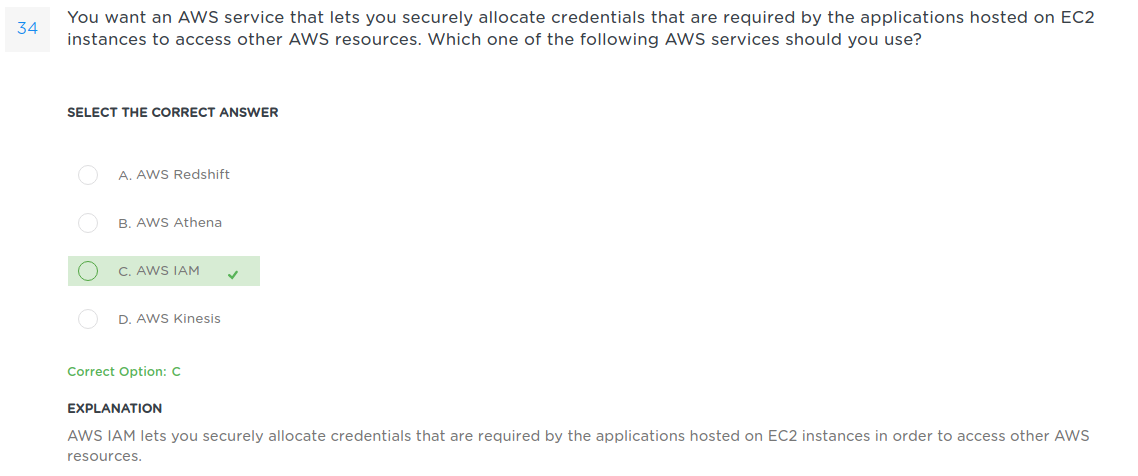 34
You want an AWS service that lets you securely allocate credentials that are required by the applications hosted on EC2
instances to access other AWS resources. Which one of the following AWS services should you use?
SELECT THE CORRECT ANSWER
A. AWS Redshift
B. AWS Athena
C. AWS IAM
D. AWS Kinesis
Correct Option: C
EXPLANATION
AWS IAM lets you securely allocate credentials that are required by the applications hosted on EC2 instances in order to access other AWS
resources.